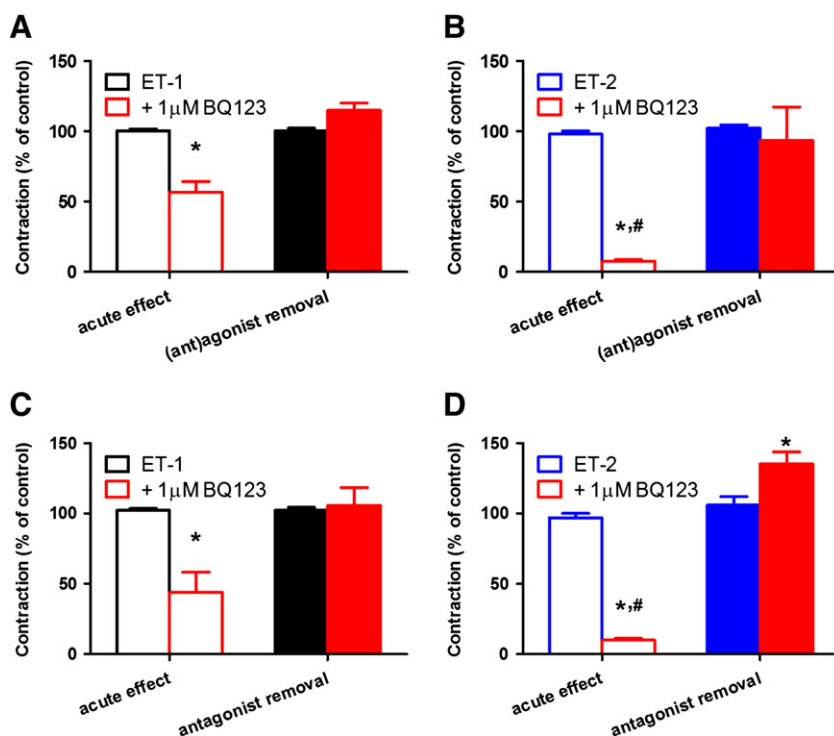 A
Contraction (% of control)
150
100
50
0
ET-1
+ 1μM BQ123
*
acute effect
(ant)agonist removal
B
Contraction (% of control)
150
100
50
0
ET-2
+ 1μM BQ123
*,#
acute effect
(ant)agonist removal
C
Contraction (% of control)
150
100
50
0
ET-1
+ 1μM BQ123
*
acute effect
antagonist removal
D
Contraction (% of control)
150
100
50
0
ET-2
+ 1μM BQ123
*,#
*
acute effect
antagonist removal